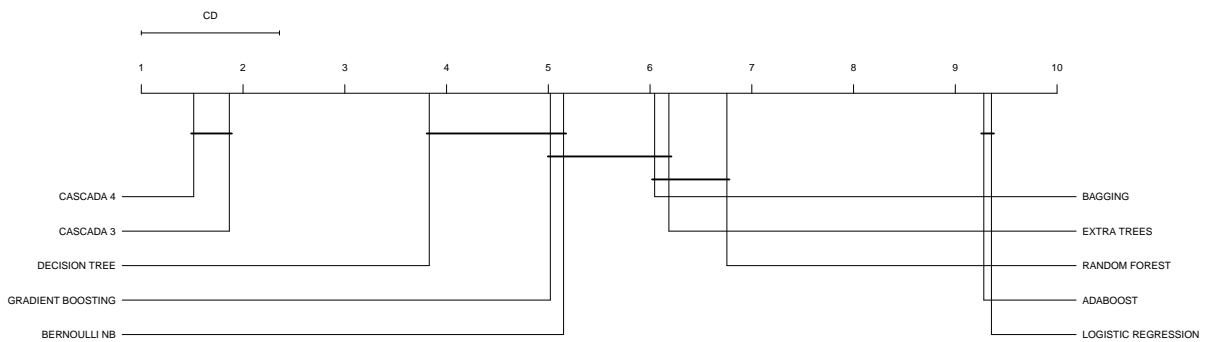 CD
1 2 3 4 5 6 7 8 9 10
CASCADA 4 BAGGING
CASCADA 3 EXTRA TREES
DECISION TREE RANDOM FOREST
GRADIENT BOOSTING ADABOOST
BERNOULLI NB LOGISTIC REGRESSION